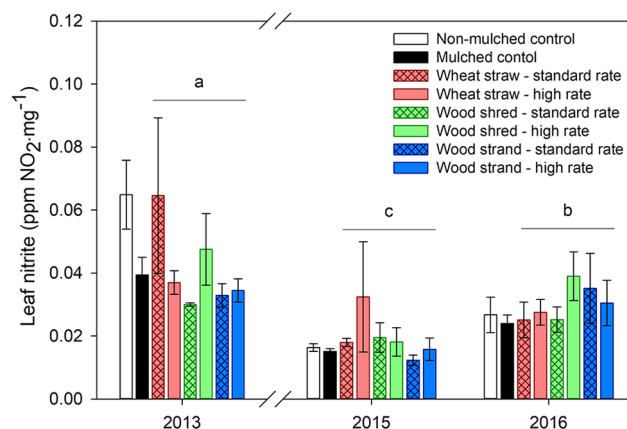 0.12
0.10
0.08
0.06
0.04
0.02
0.00
Leaf nitrite (ppm NO₂·mg⁻¹)
Non-mulched control
Mulched contol
Wheat straw - standard rate
Wheat straw - high rate
Wood shred - standard rate
Wood shred - high rate
Wood strand - standard rate
Wood strand - high rate
a
c
b
2013
2015
2016